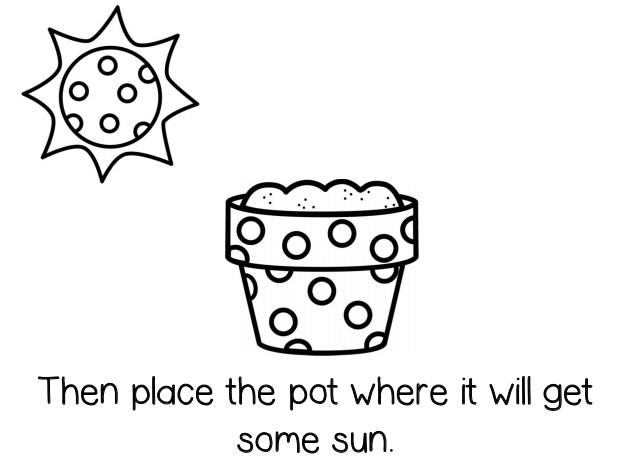 Then place the pot where it will get
some sun.